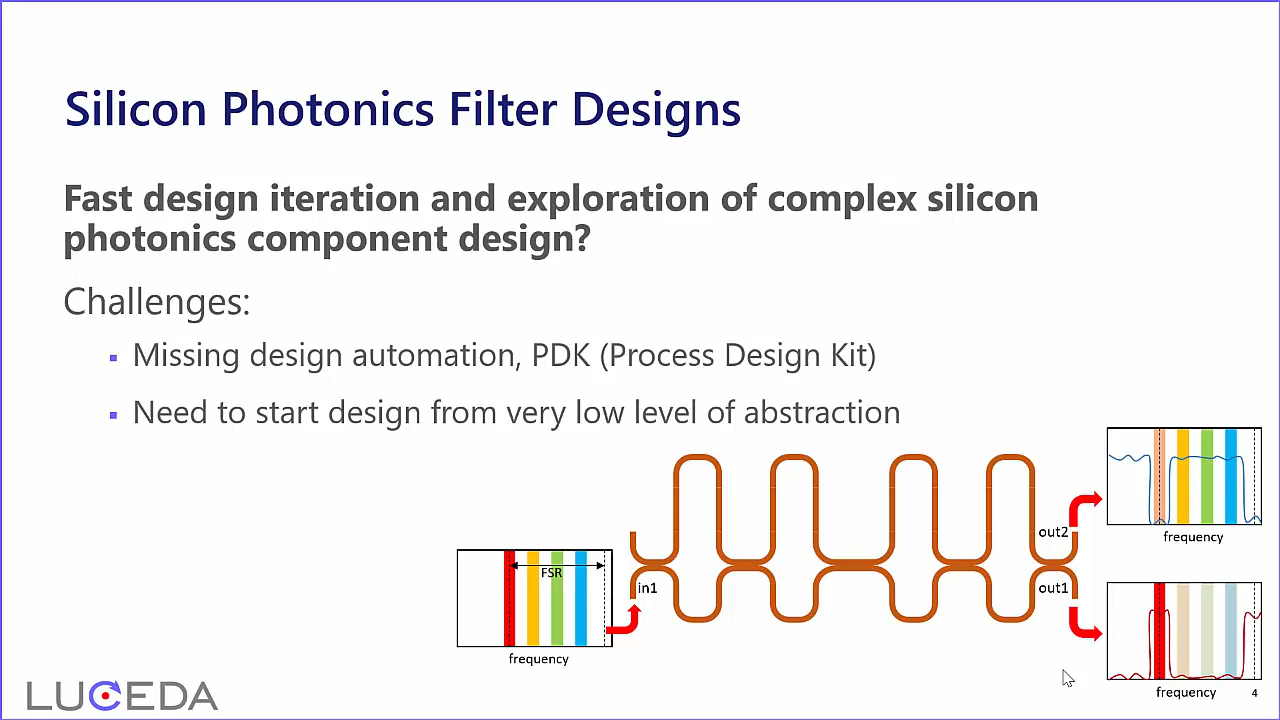 Silicon Photonics Filter Designs
Fast design iteration and exploration of complex silicon
photonics component design?
Challenges:
▪ Missing design automation, PDK (Process Design Kit)
▪ Need to start design from very low level of abstraction
out2
frequency
FSR
in1
out1
frequency
frequency
4
LUCEDA